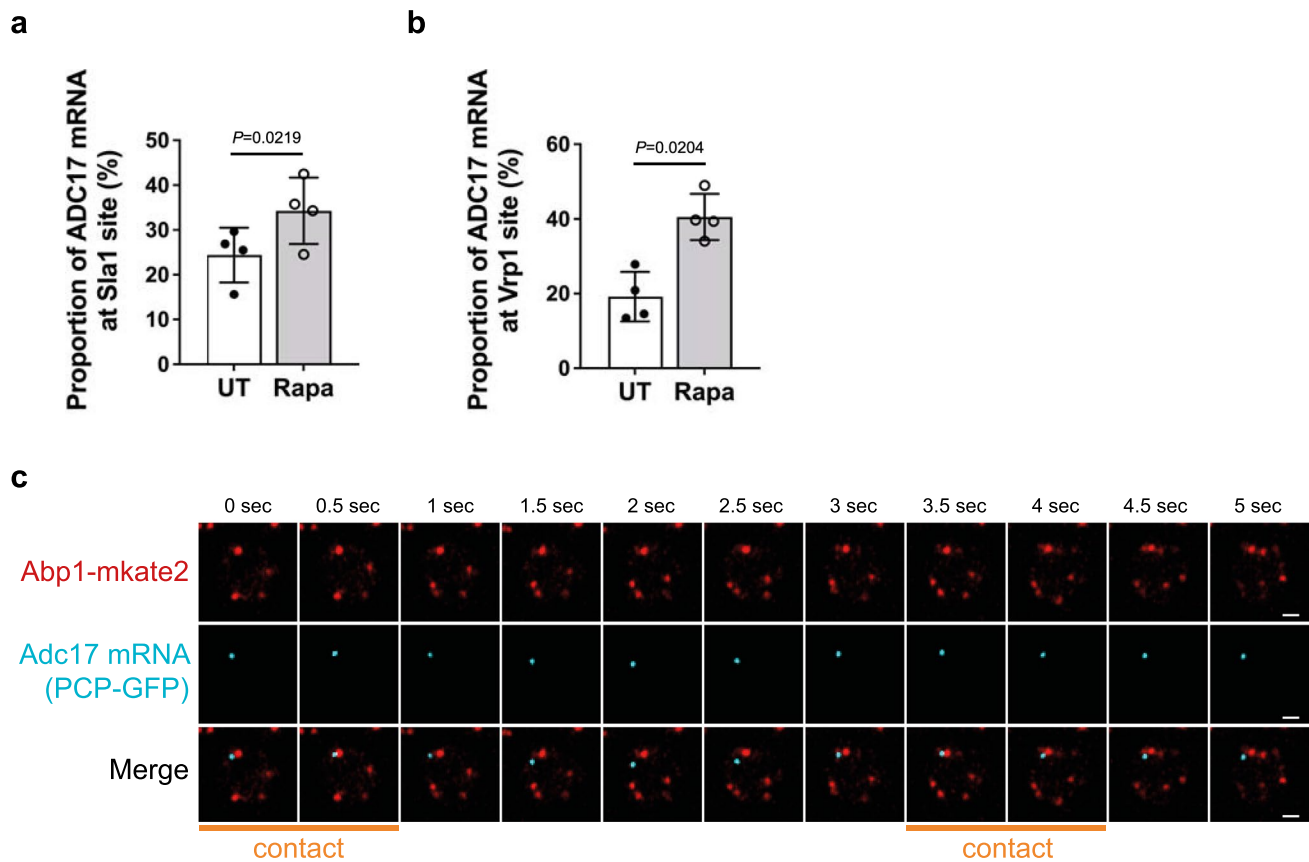 a
b
Proportion of ADC17 mRNA
at Sla1 site (%)
50
40
30
20
10
0
P=0.0219
UT Rapa
Proportion of ADC17 mRNA
at Vrp1 site (%)
60
40
20
0
P=0.0204
UT Rapa
c
0 sec 0.5 sec 1 sec 1.5 sec 2 sec 2.5 sec 3 sec 3.5 sec 4 sec 4.5 sec 5 sec
Abp1-mkate2
Adc17 mRNA
(PCP-GFP)
Merge
contact contact